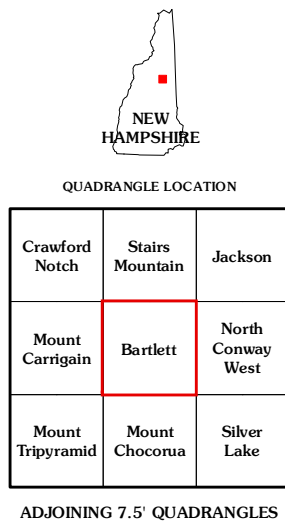 NEW
HAMPSHIRE
QUADRANGLE LOCATION
Crawford
Notch
Stairs
Mountain
Jackson
Mount
Carrigain
Bartlett
North
Conway
West
Mount
Tripyramid
Mount
Chocorua
Silver
Lake
ADJOINING 7.5' QUADRANGLES